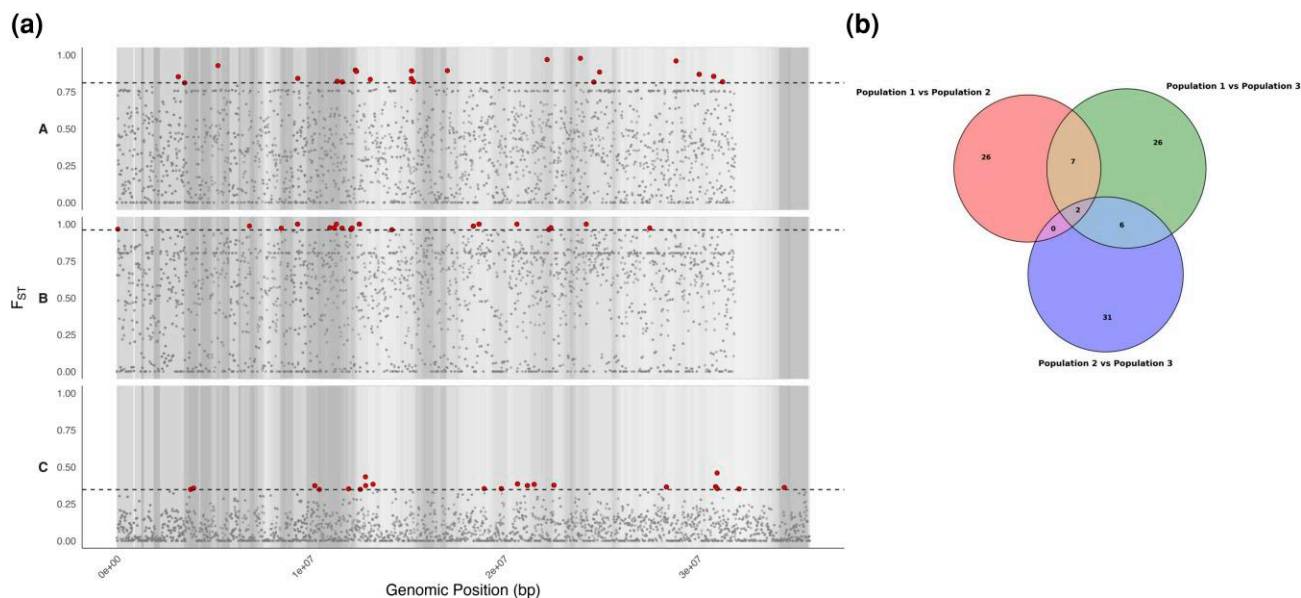 (a)
(b)
1.00
0.75
0.50
0.25
0.00
A
1.00
0.75
0.50
0.25
0.00
B
1.00
0.75
0.50
0.25
0.00
C
FST
0e+00
1e+07
2e+07
3e+07
Genomic Position (bp)
Population 1 vs Population 2
Population 1 vs Population 3
26
7
26
2
0
6
31
Population 2 vs Population 3